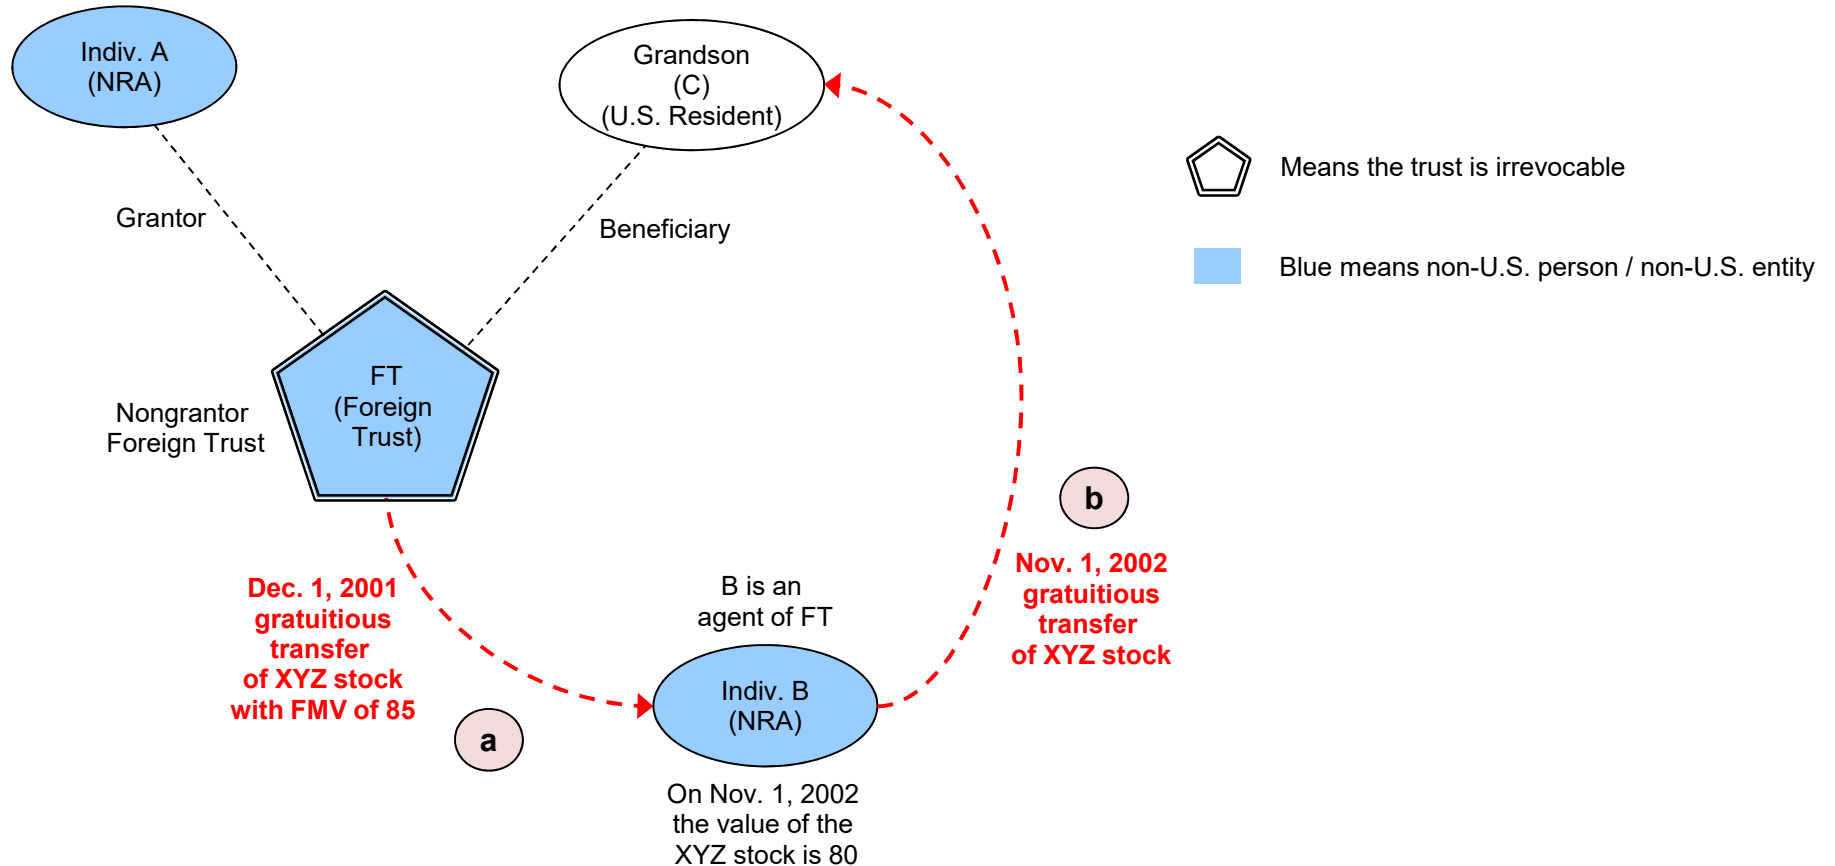 Indiv. A
(NRA)
Grandson
(C)
(U.S. Resident)
Means the trust is irrevocable
Grantor
Beneficiary
Blue means non-U.S. person / non-U.S. entity
FT
(Foreign
Trust)
Nongrantor
Foreign Trust
b
Nov. 1, 2002
gratuitious
transfer
of XYZ stock
Dec. 1, 2001
gratuitious
transfer
of XYZ stock
with FMV of 85
B is an
agent of FT
a
Indiv. B
(NRA)
On Nov. 1, 2002
the value of the
XYZ stock is 80